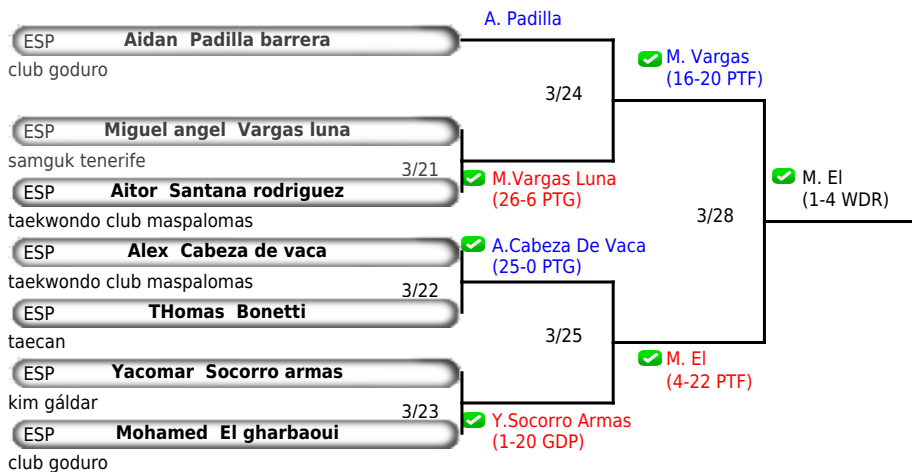 A. Padilla
ESP Aidan Padilla barrera
club goduro
M. Vargas
(16-20 PTF)
3/24
ESP Miguel angel Vargas luna
samguk tenerife
3/21
M.Vargas Luna
(26-6 PTG)
ESP Aitor Santana rodriguez
taekwondo club maspalomas
M. El
(1-4 WDR)
3/28
ESP Alex Cabeza de vaca
taekwondo club maspalomas
A.Cabeza De Vaca
(25-0 PTG)
3/22
ESP THomas Bonetti
taecan
3/25
M. El
(4-22 PTF)
ESP Yacomar Socorro armas
kim gáldar
3/23
Y.Socorro Armas
(1-20 GDP)
ESP Mohamed El gharbaoui
club goduro